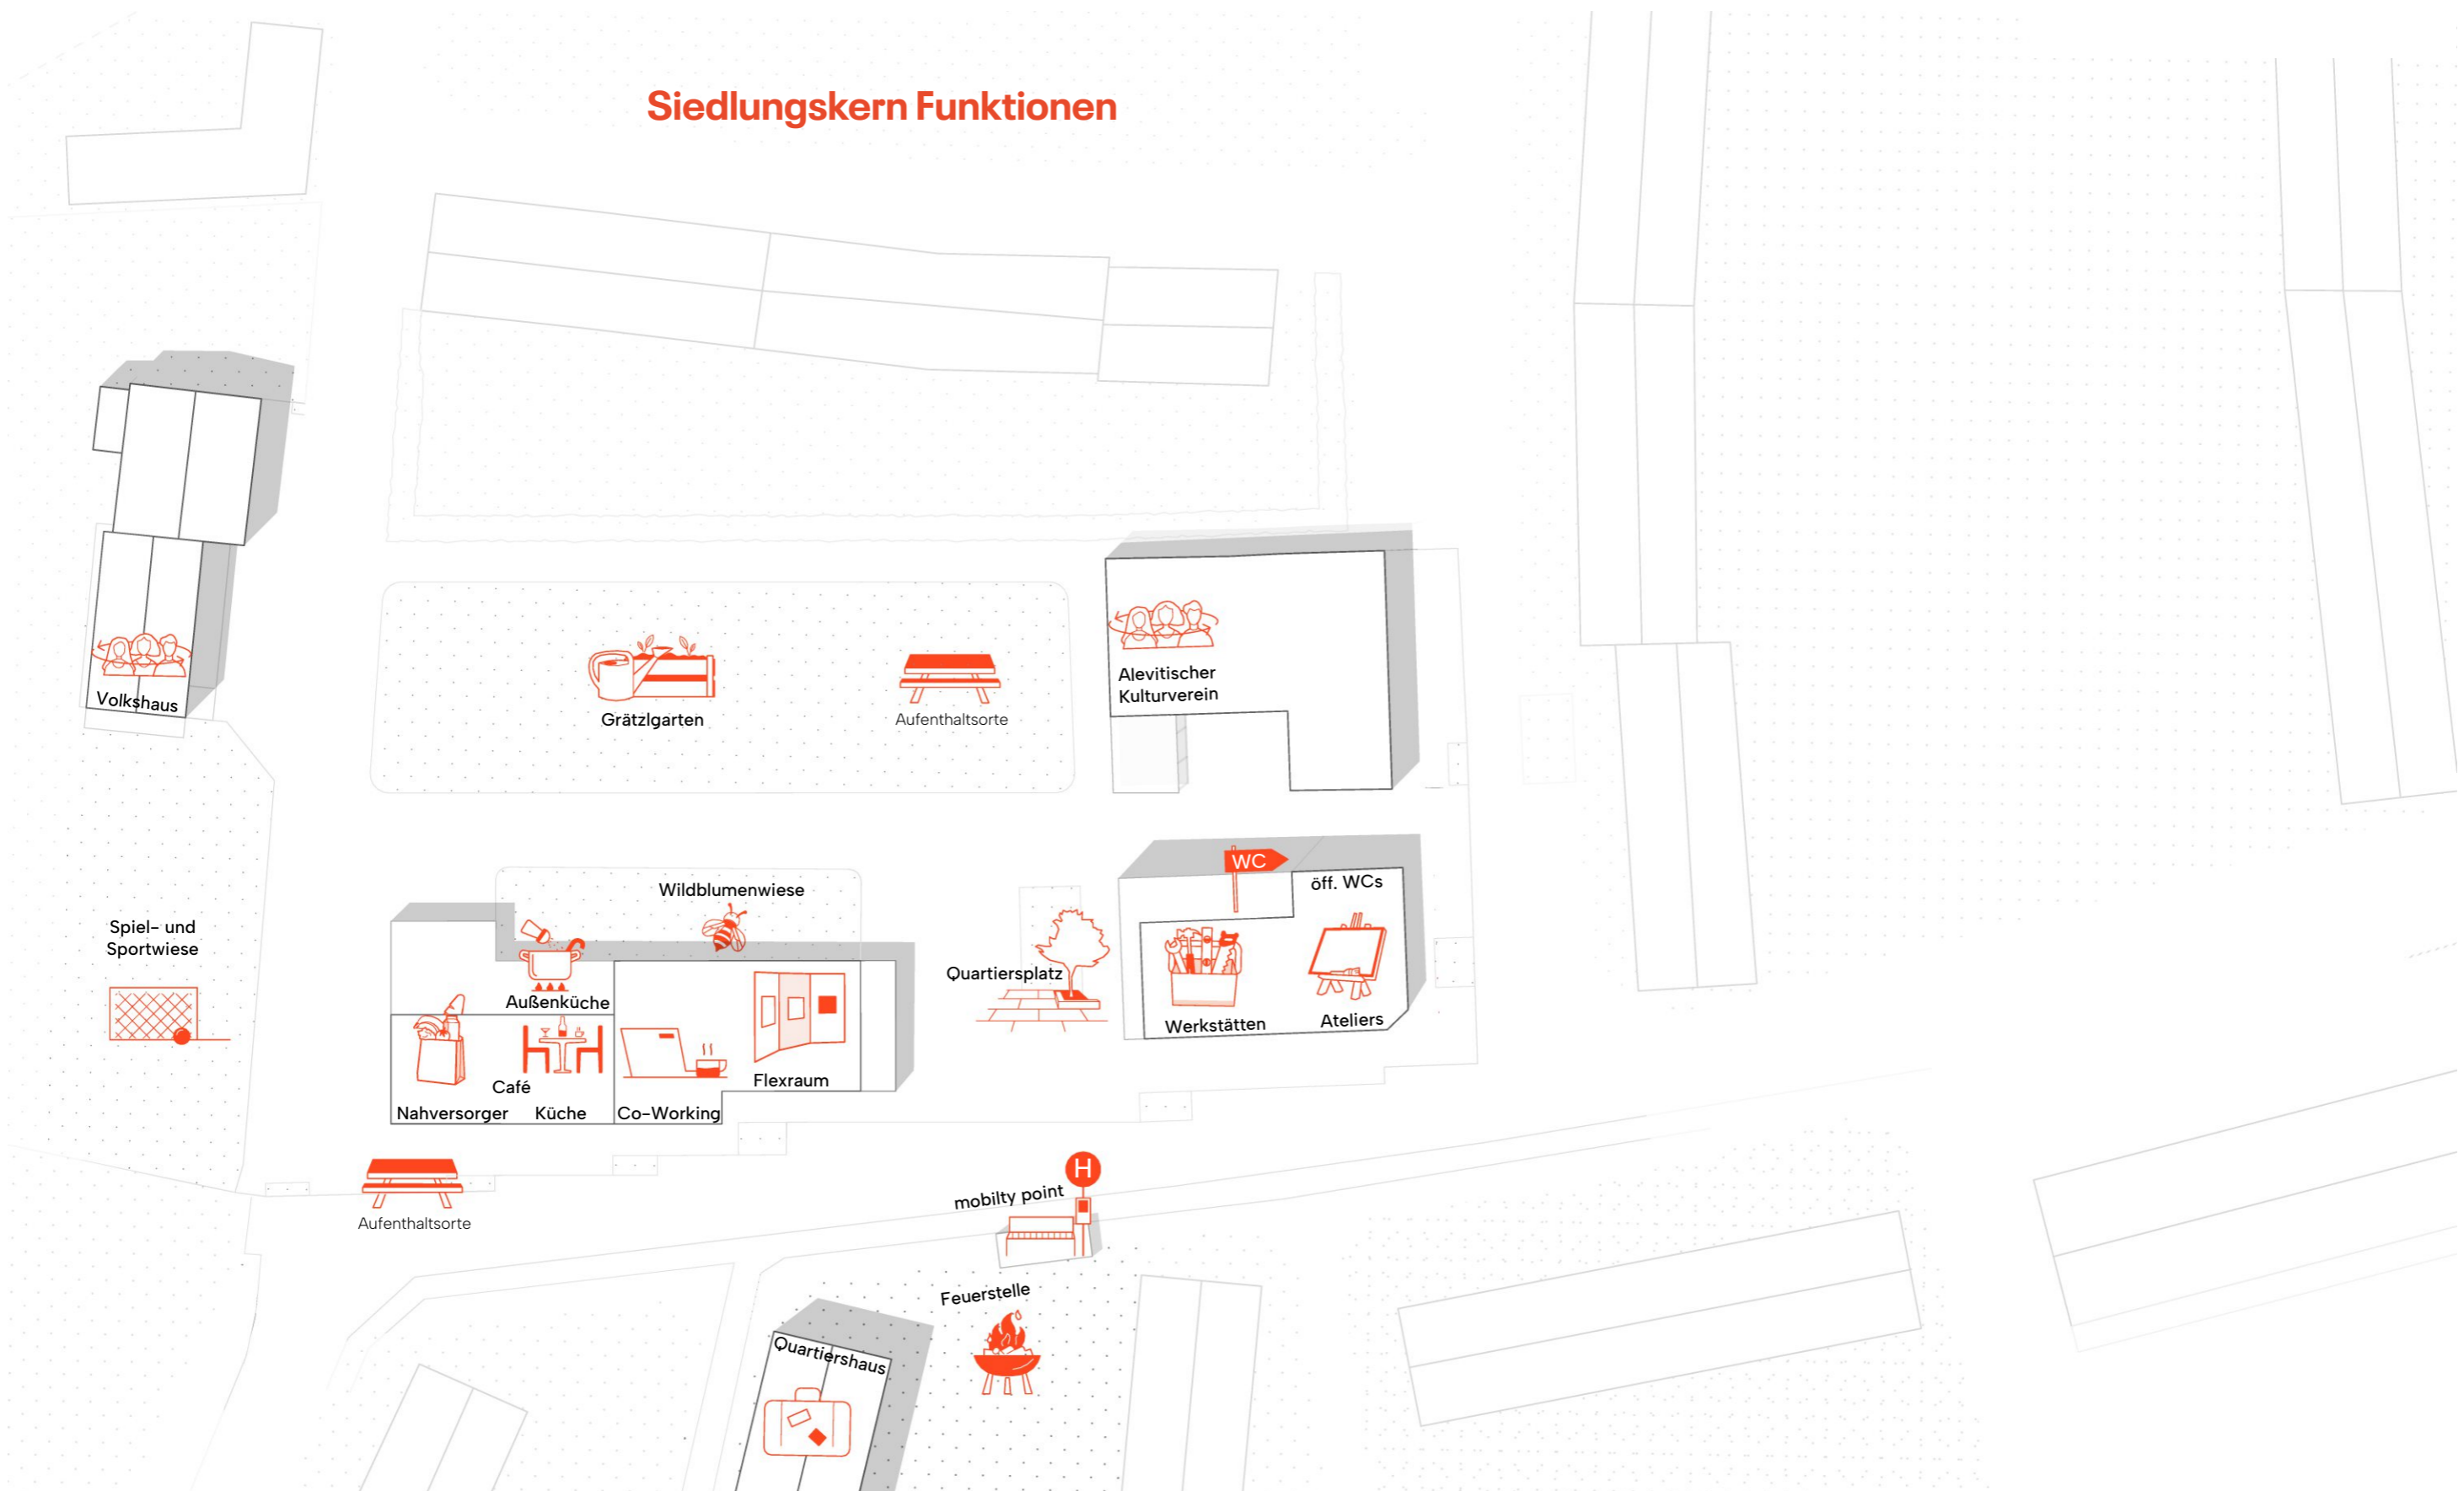 Siedlungskern Funktionen
Volkshaus
Grätzlgarten
Aufenthaltsorte
Alevitischer
Kulturverein
WC
öff. WCs
Wildblumenwiese
Spiel- und
Sportwiese
Quartiersplatz
Außenküche
Werkstätten
Ateliers
Flexraum
Café
Nahversorger
Küche
Co-Working
H
mobilty point
Aufenthaltsorte
Feuerstelle
Quartiershaus